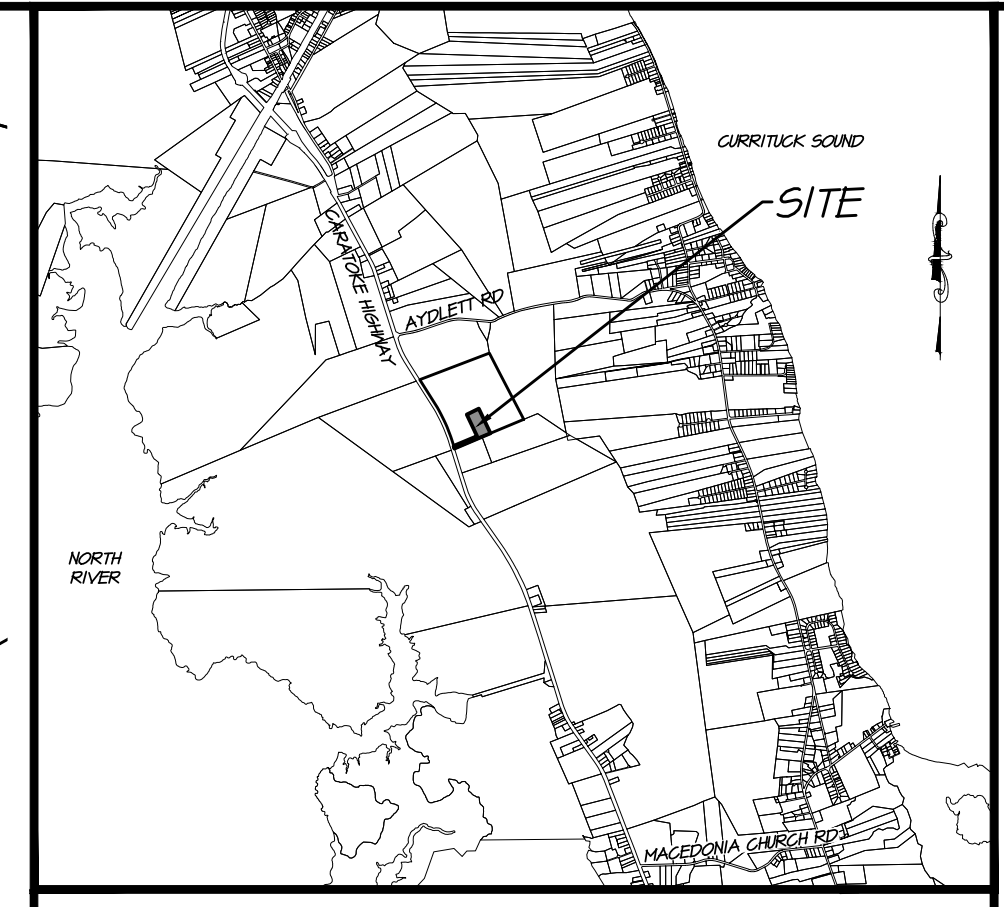 CURRITUCK SOUND
SITE
CARATOKE HIGHWAY
AYDLETT RD
NORTH
RIVER
MACEDONIA CHURCH RD